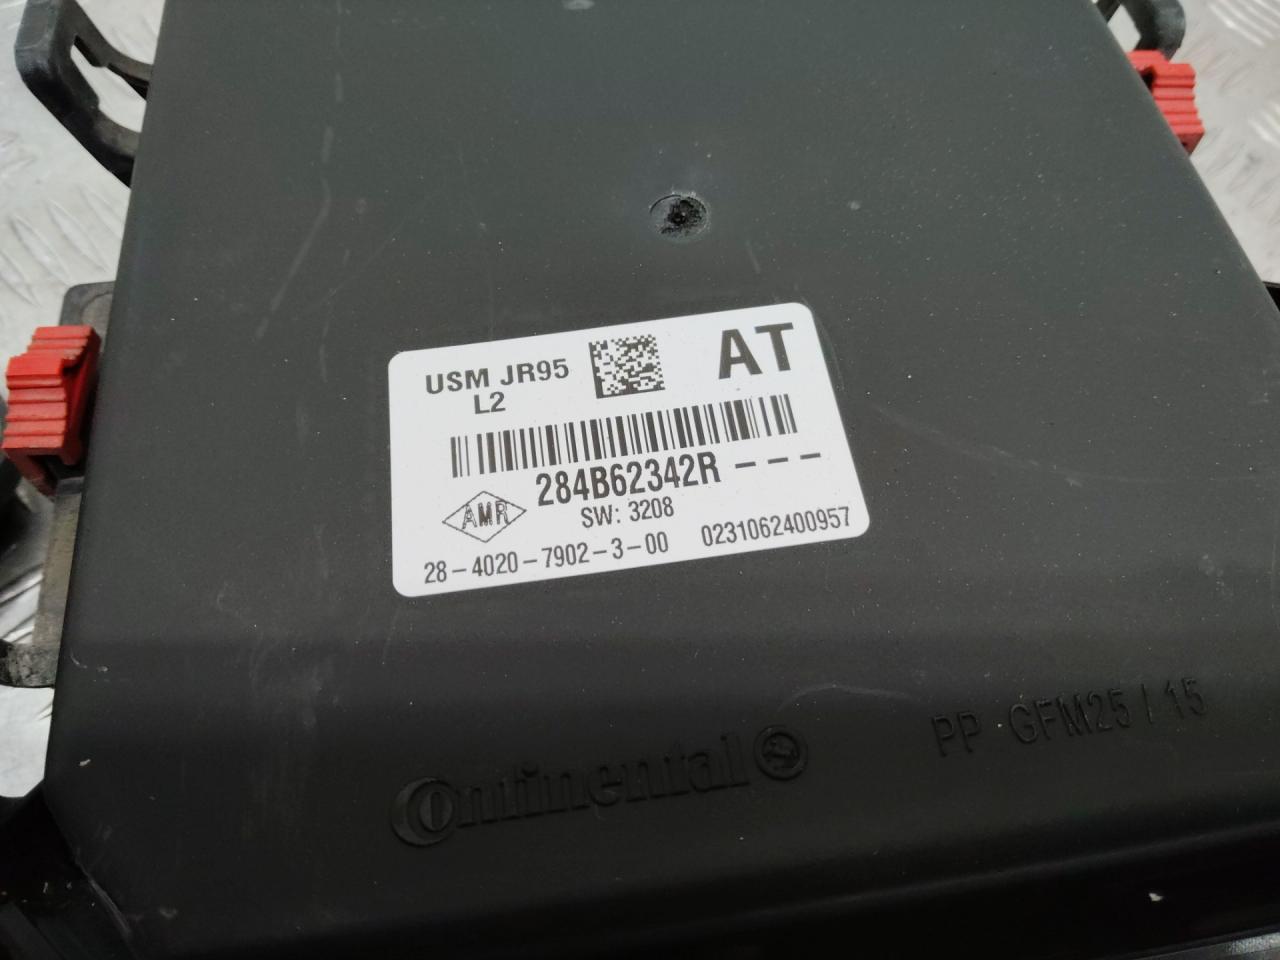 USM JR95
L2
AT
284B62342R ---
AMR
SW: 3208
28-4020-7902-3-00 0231062400957
Continental
PP GFM25/15